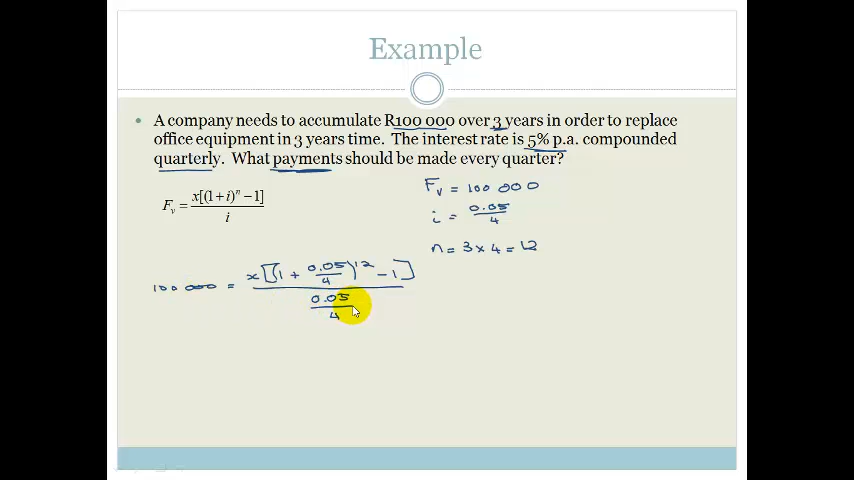 Example
• A company needs to accumulate R100 000 over 3 years in order to replace
office equipment in 3 years time. The interest rate is 5% p.a. compounded
quarterly. What payments should be made every quarter?
F_v = x[(1 + i)^n − 1] / i
F_v = 100 000
i = 0.05/4
n = 3 × 4 = 12
100 000 = x[(1 + 0.05/4)^12 − 1] / (0.05/4)